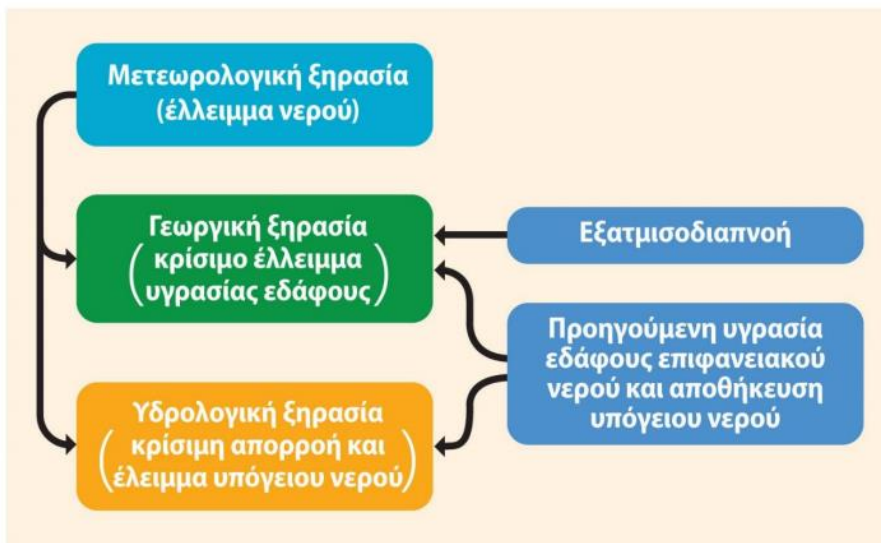 Μετεωρολογική ξηρασία
(έλλειμμα νερού)
Γεωργική ξηρασία
(κρίσιμο έλλειμμα
υγρασίας εδάφους)
Εξατμισοδιαπνοή
Προηγούμενη υγρασία
εδάφους επιφανειακού
νερού και αποθήκευση
υπόγειου νερού
Υδρολογική ξηρασία
(κρίσιμη απορροή και
έλειμμα υπόγειου νερού)